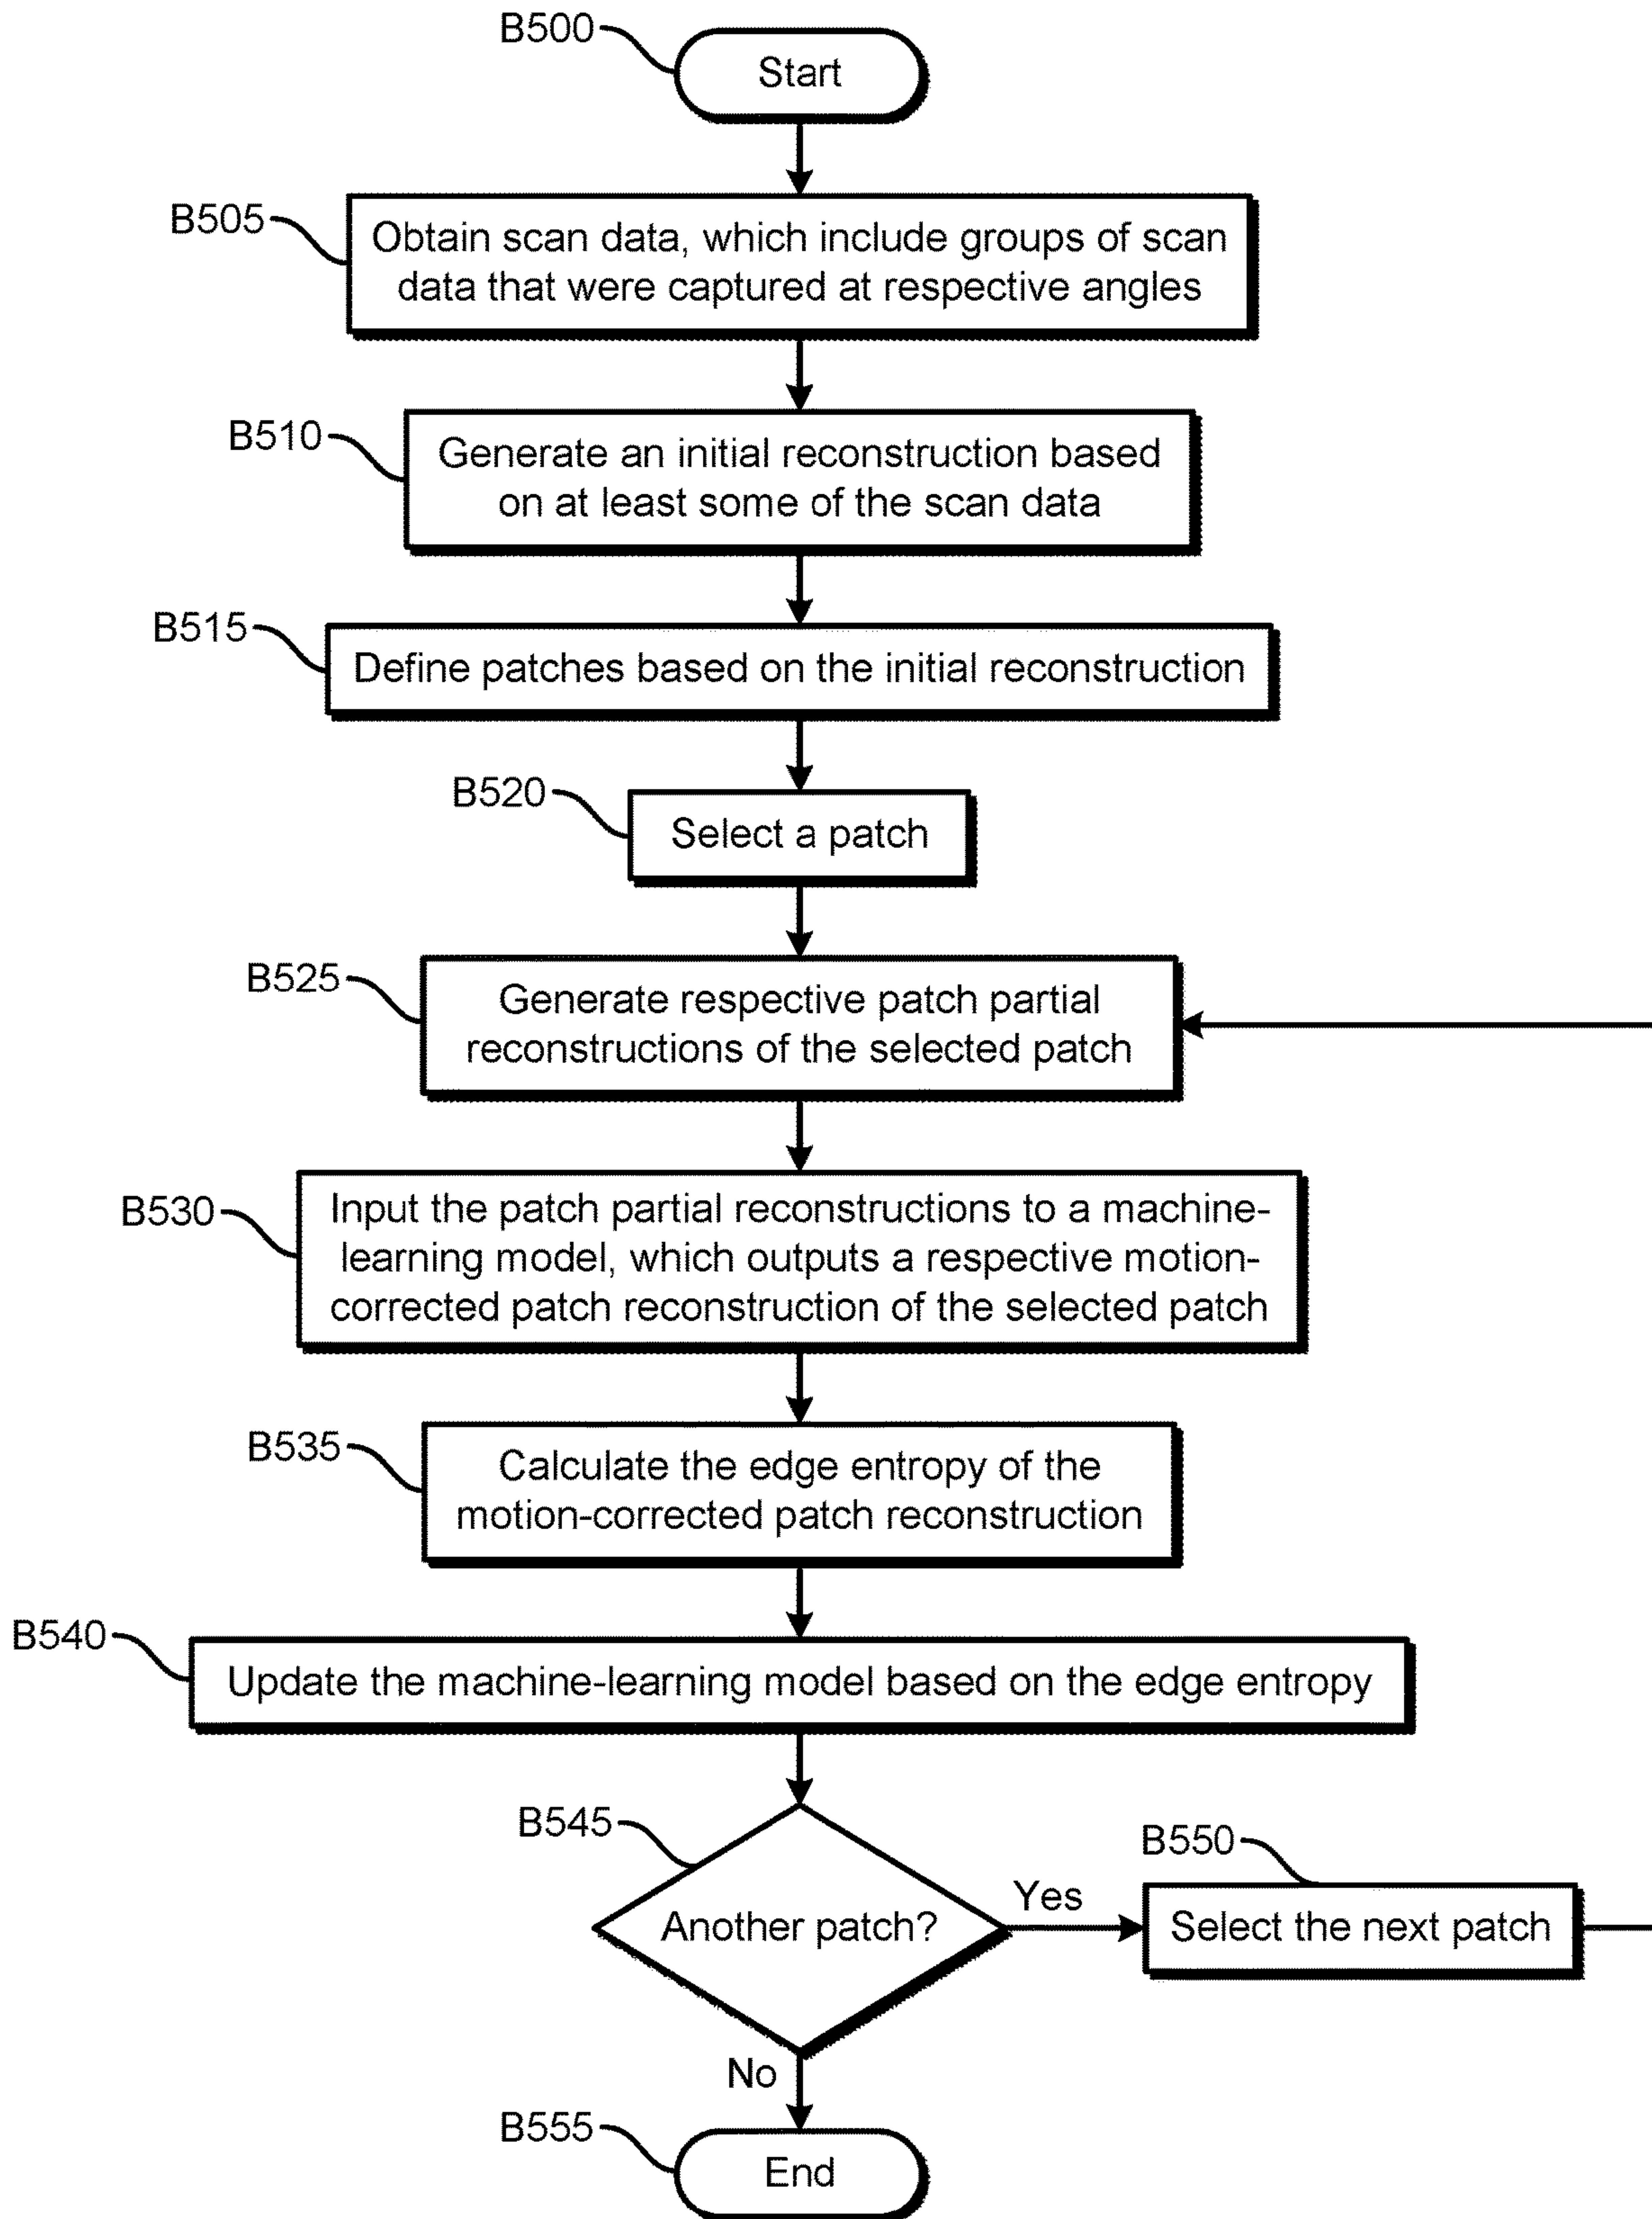 B500
Start
B505
Obtain scan data, which include groups of scan
data that were captured at respective angles
B510
Generate an initial reconstruction based
on at least some of the scan data
B515
Define patches based on the initial reconstruction
B520
Select a patch
B525
Generate respective patch partial
reconstructions of the selected patch
B530
Input the patch partial reconstructions to a machine-
learning model, which outputs a respective motion-
corrected patch reconstruction of the selected patch
B535
Calculate the edge entropy of the
motion-corrected patch reconstruction
B540
Update the machine-learning model based on the edge entropy
B545
Another patch?
Yes
B550
Select the next patch
No
B555
End